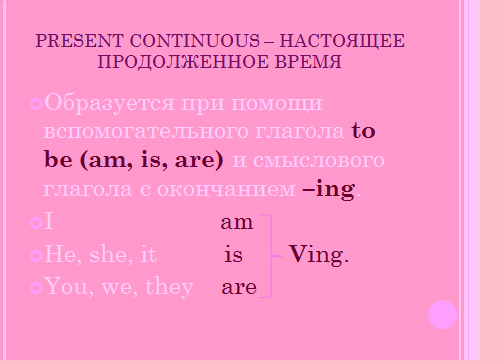 PRESENT CONTINUOUS – НАСТОЯЩЕЕ
ПРОДОЛЖЕННОЕ ВРЕМЯ
Образуется при помощи
вспомогательного глагола to
be (am, is, are) и смыслового
глагола с окончанием –ing.
I am
He, she, it is Ving.
You, we, they are